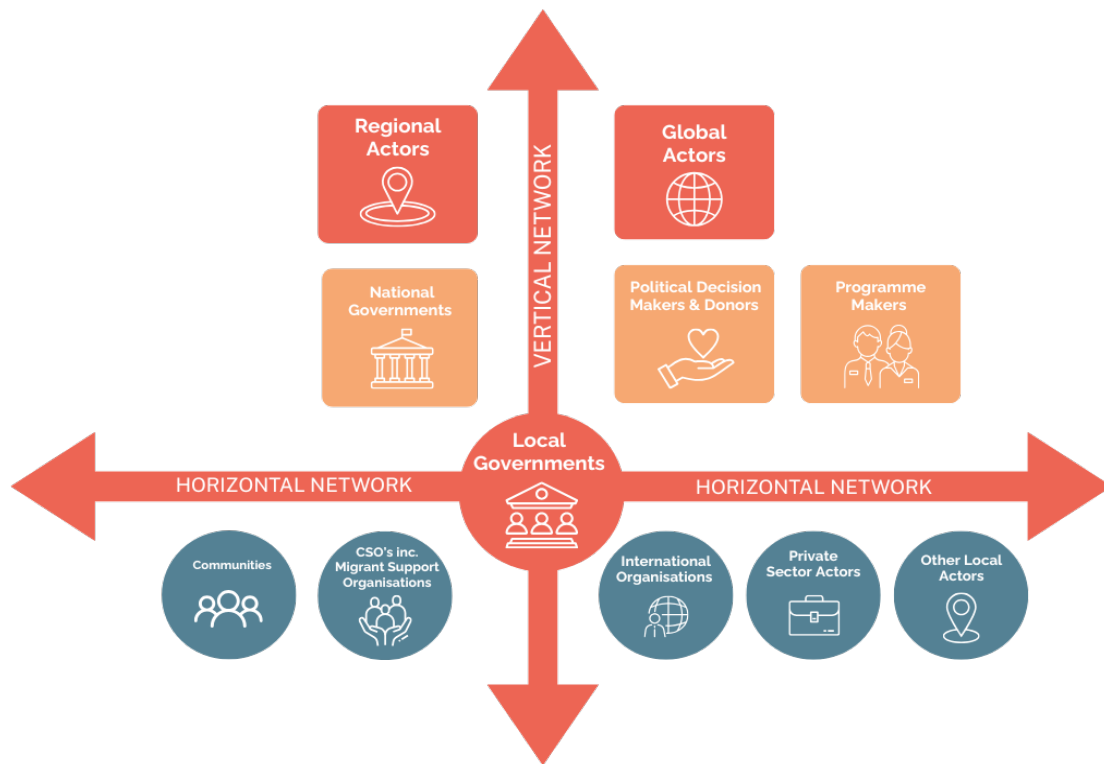 Regional
Actors
Global
Actors
VERTICAL NETWORK
National
Governments
Political Decision
Makers & Donors
Programme
Makers
Local
Governments
HORIZONTAL NETWORK
HORIZONTAL NETWORK
Communities
CSO's inc.
Migrant Support
Organisations
International
Organisations
Private
Sector Actors
Other Local
Actors